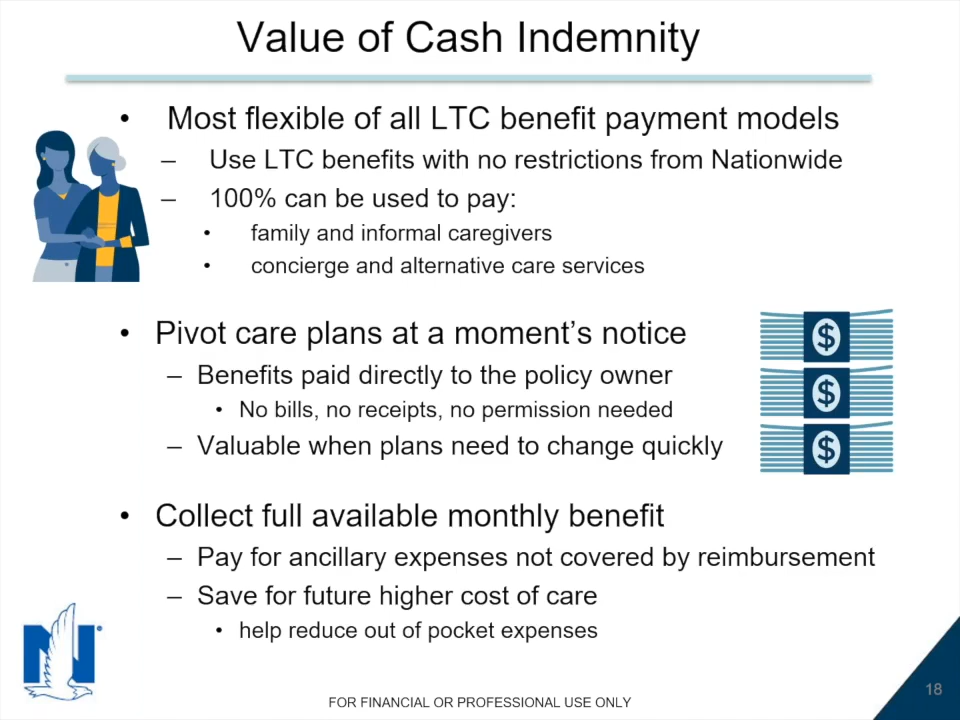 Value of Cash Indemnity
• Most flexible of all LTC benefit payment models
– Use LTC benefits with no restrictions from Nationwide
– 100% can be used to pay:
• family and informal caregivers
• concierge and alternative care services
• Pivot care plans at a moment’s notice
– Benefits paid directly to the policy owner
• No bills, no receipts, no permission needed
– Valuable when plans need to change quickly
$
$
$
• Collect full available monthly benefit
– Pay for ancillary expenses not covered by reimbursement
– Save for future higher cost of care
• help reduce out of pocket expenses
N®
FOR FINANCIAL OR PROFESSIONAL USE ONLY
18